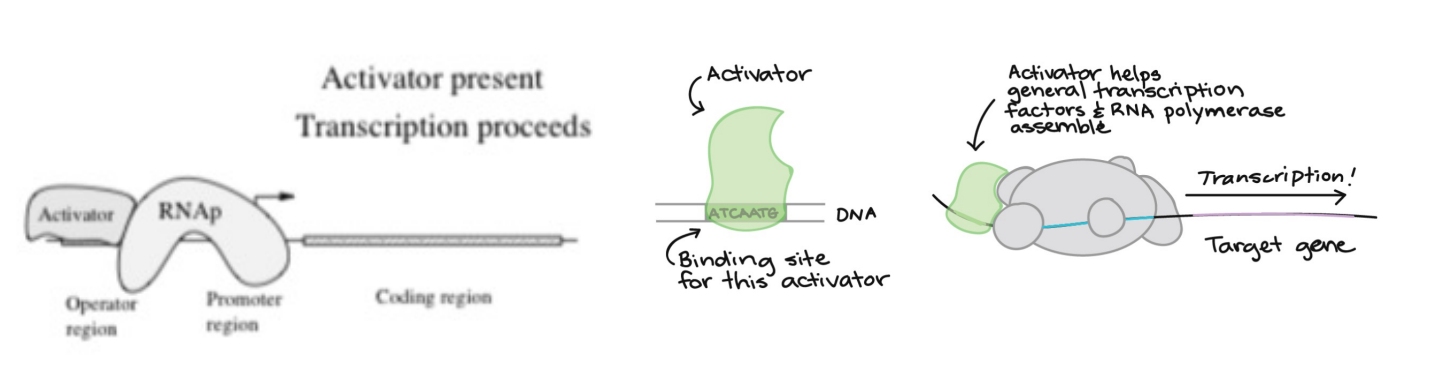 Activator present
Transcription proceeds
Activator
RNAp
Operator
region
Promoter
region
Coding region
Activator
ATCAATG
DNA
Binding site
for this activator
Activator helps
general transcription
factors & RNA polymerase
assemble
Transcription!
Target gene